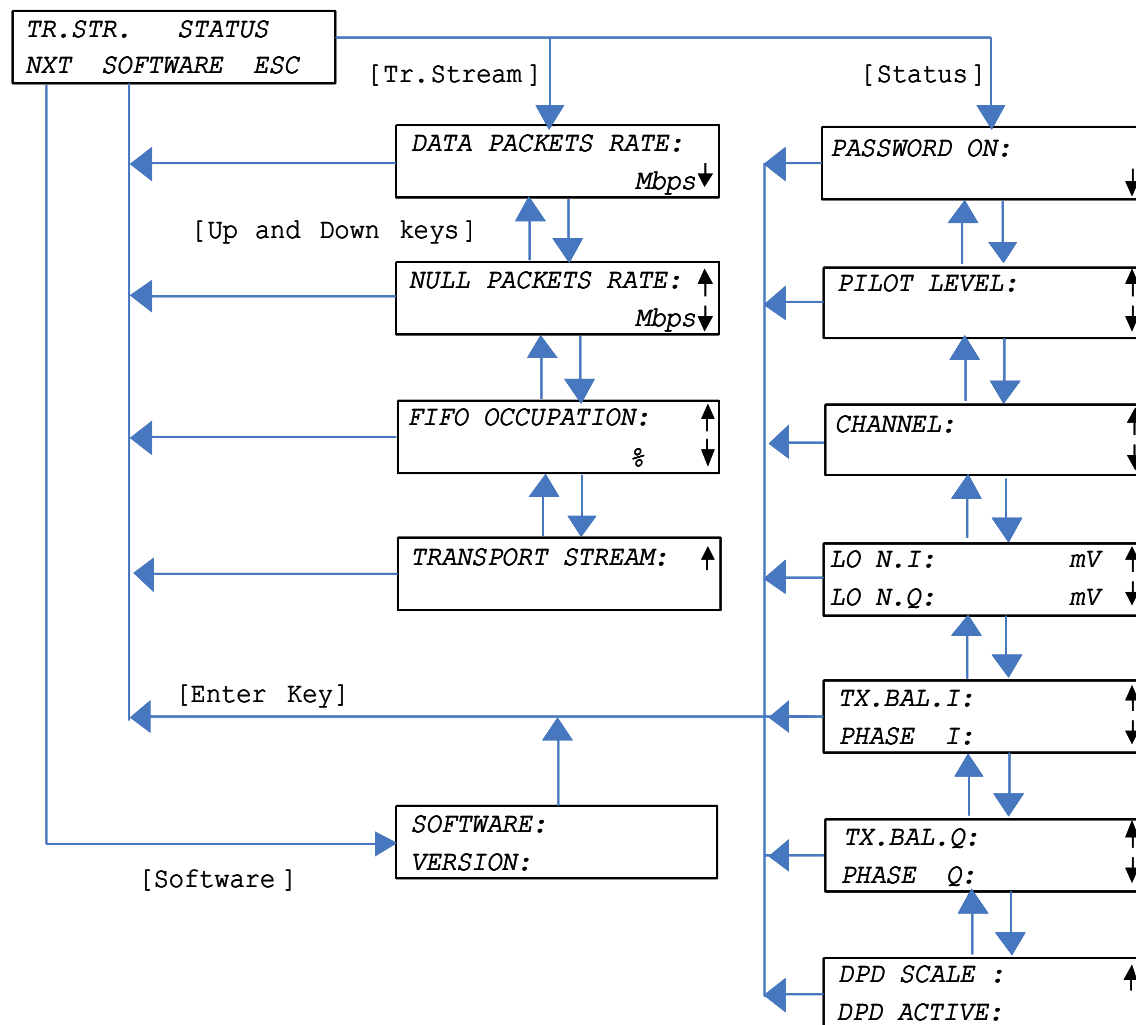 TR.STR. STATUS
NXT SOFTWARE ESC
[Tr.Stream]
[Status]
DATA PACKETS RATE:
Mbps
[Up and Down keys]
NULL PACKETS RATE:
Mbps
FIFO OCCUPATION:
%
TRANSPORT STREAM:
[Enter Key]
SOFTWARE:
VERSION:
[Software]
PASSWORD ON:
PILOT LEVEL:
CHANNEL:
LO N.I: mV
LO N.Q: mV
TX.BAL.I:
PHASE I:
TX.BAL.Q:
PHASE Q:
DPD SCALE :
DPD ACTIVE: